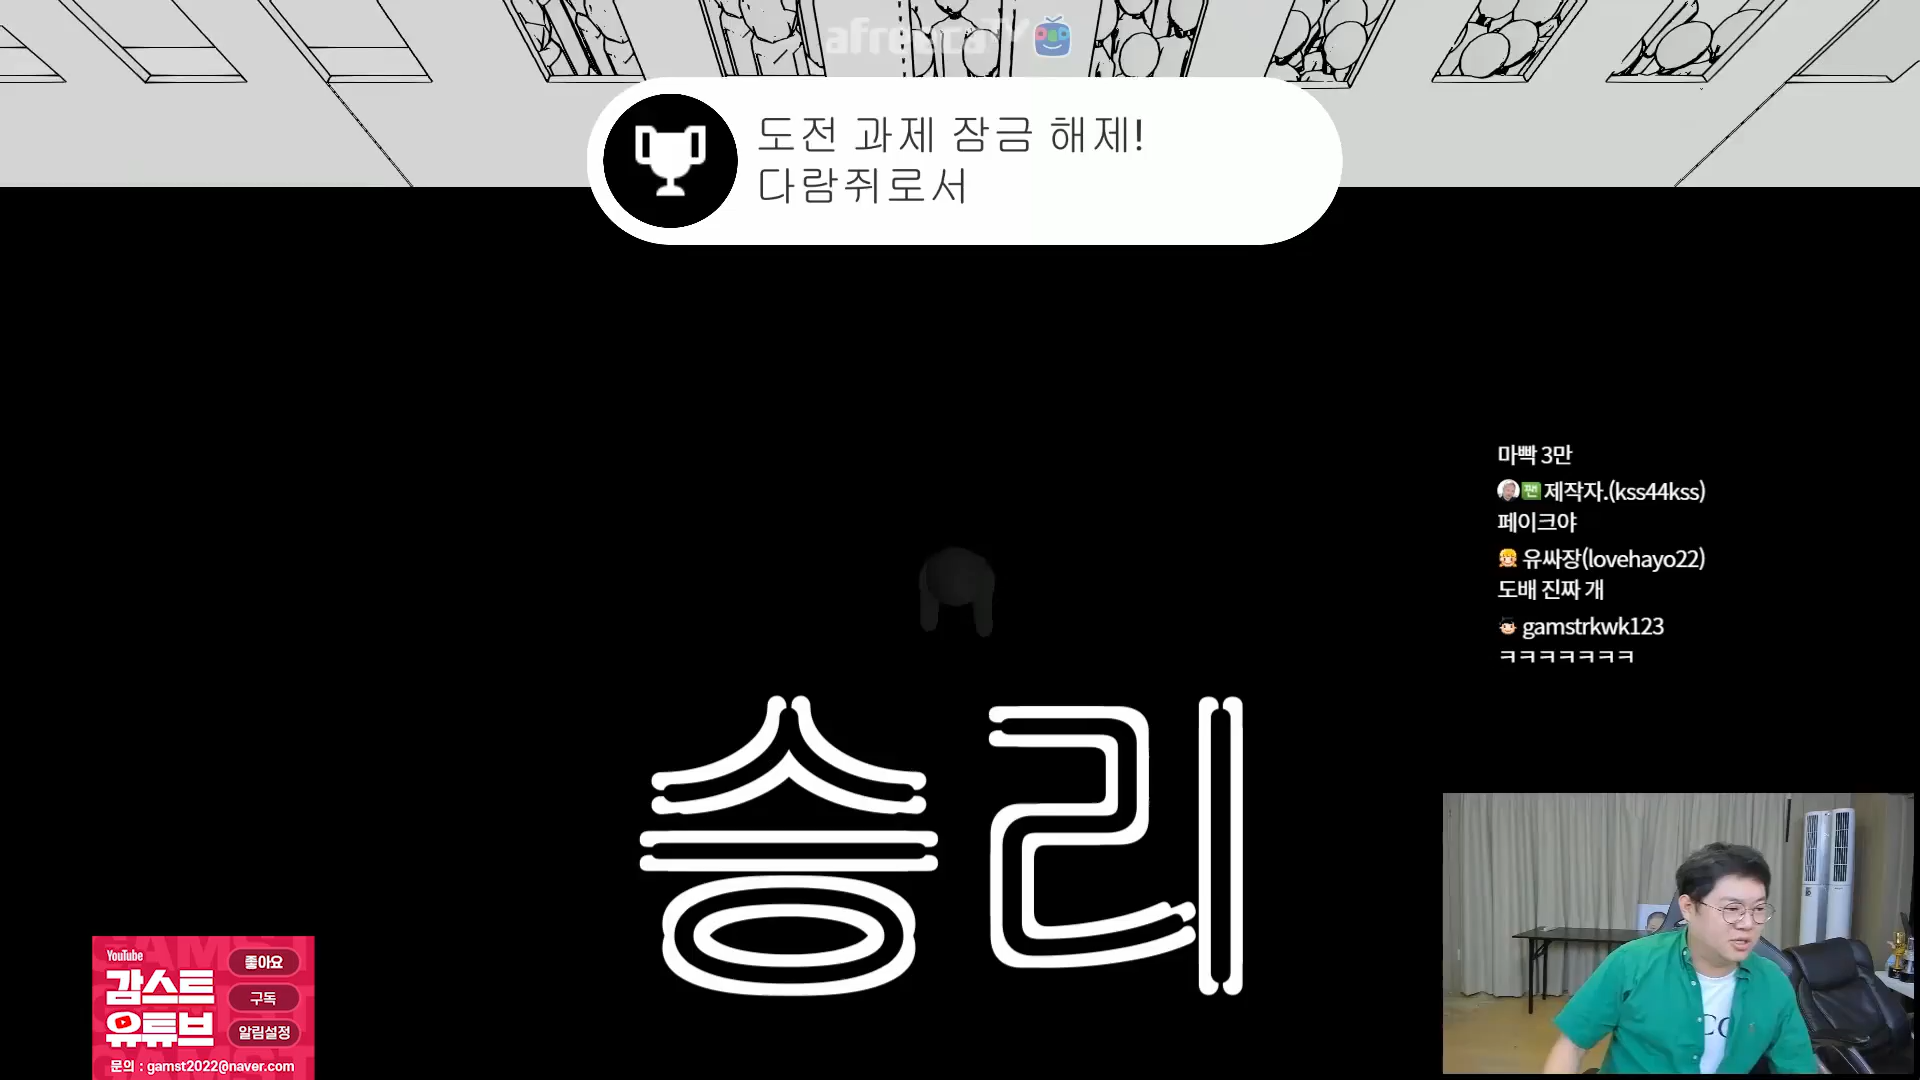 afreecaTV
도전 과제 잠금 해제!
다람쥐로서
마빡 3만
팬 제작자.(kss44kss)
페이크야
유싸장(lovehayo22)
도배 진짜 개
gamstrkwk123
ㅋㅋㅋㅋㅋㅋㅋ
승리
YouTube
감스트
유튜브
좋아요
구독
알림설정
문의 : gamst2022@naver.com